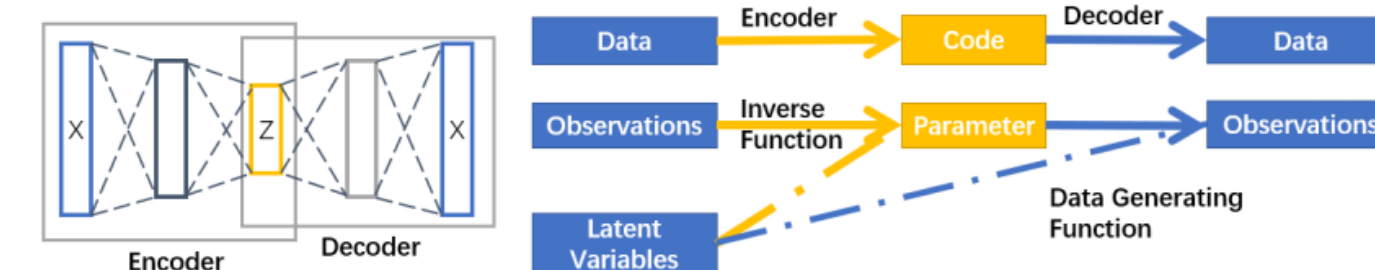 X
Z
X
Encoder
Decoder
Data
Encoder
Code
Decoder
Data
Observations
Inverse
Function
Parameter
Observations
Latent
Variables
Data Generating
Function